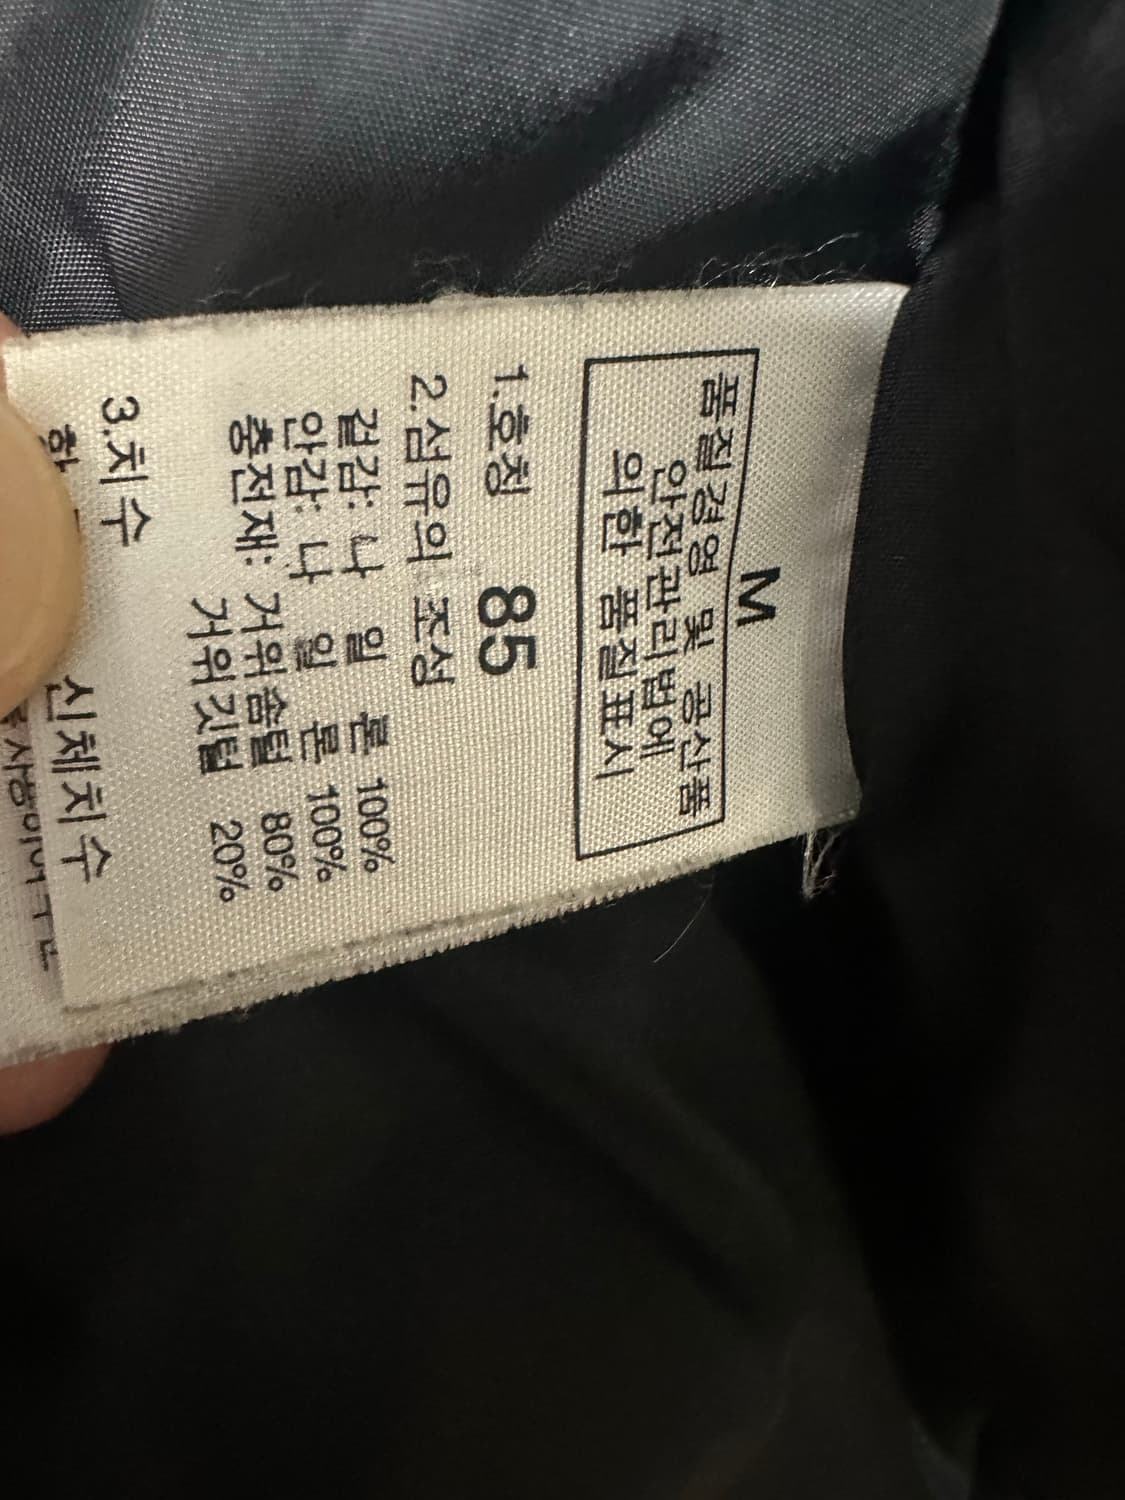 M
품질경영 및 공산품
안전관리법에
의한 품질표시
1.호칭 85
2.섬유의 조성
겉감: 나 일 론 100%
안감: 나 일 론 100%
충전재: 거위솜털 80%
거위깃털 20%
3.치수
신체치수